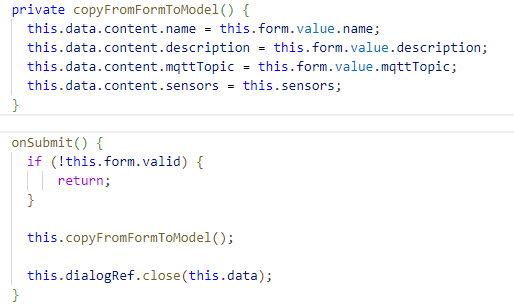 private copyFromFormToModel() {
  this.data.content.name = this.form.value.name;
  this.data.content.description = this.form.value.description;
  this.data.content.mqttTopic = this.form.value.mqttTopic;
  this.data.content.sensors = this.sensors;
}
onSubmit() {
  if (!this.form.valid) {
      return;
  }
  this.copyFromFormToModel();
  this.dialogRef.close(this.data);
}